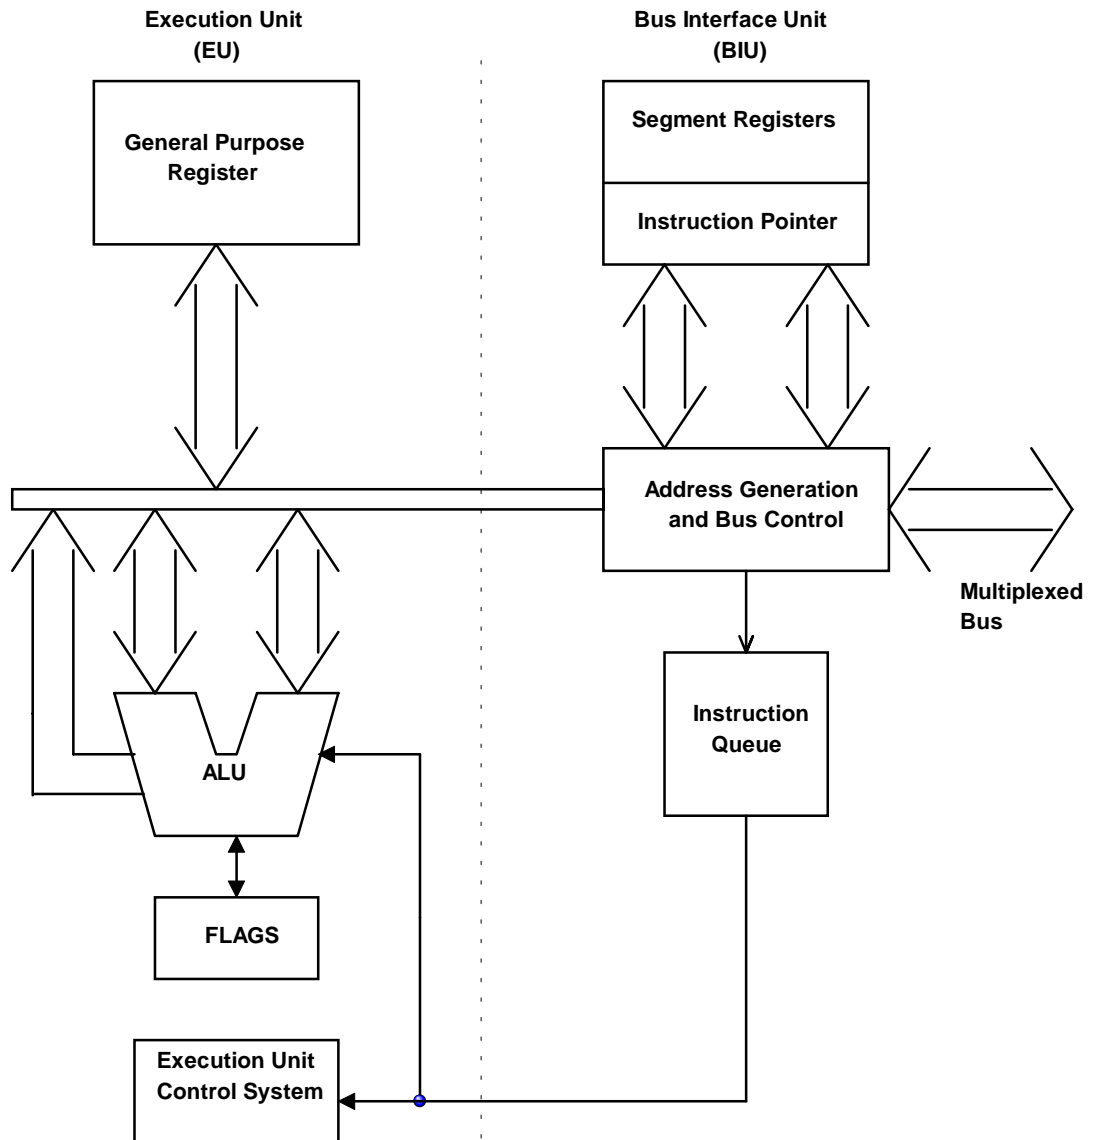 Execution Unit
(EU)
Bus Interface Unit
(BIU)
General Purpose
Register
Segment Registers
Instruction Pointer
Address Generation
and Bus Control
Multiplexed
Bus
Instruction
Queue
ALU
FLAGS
Execution Unit
Control System